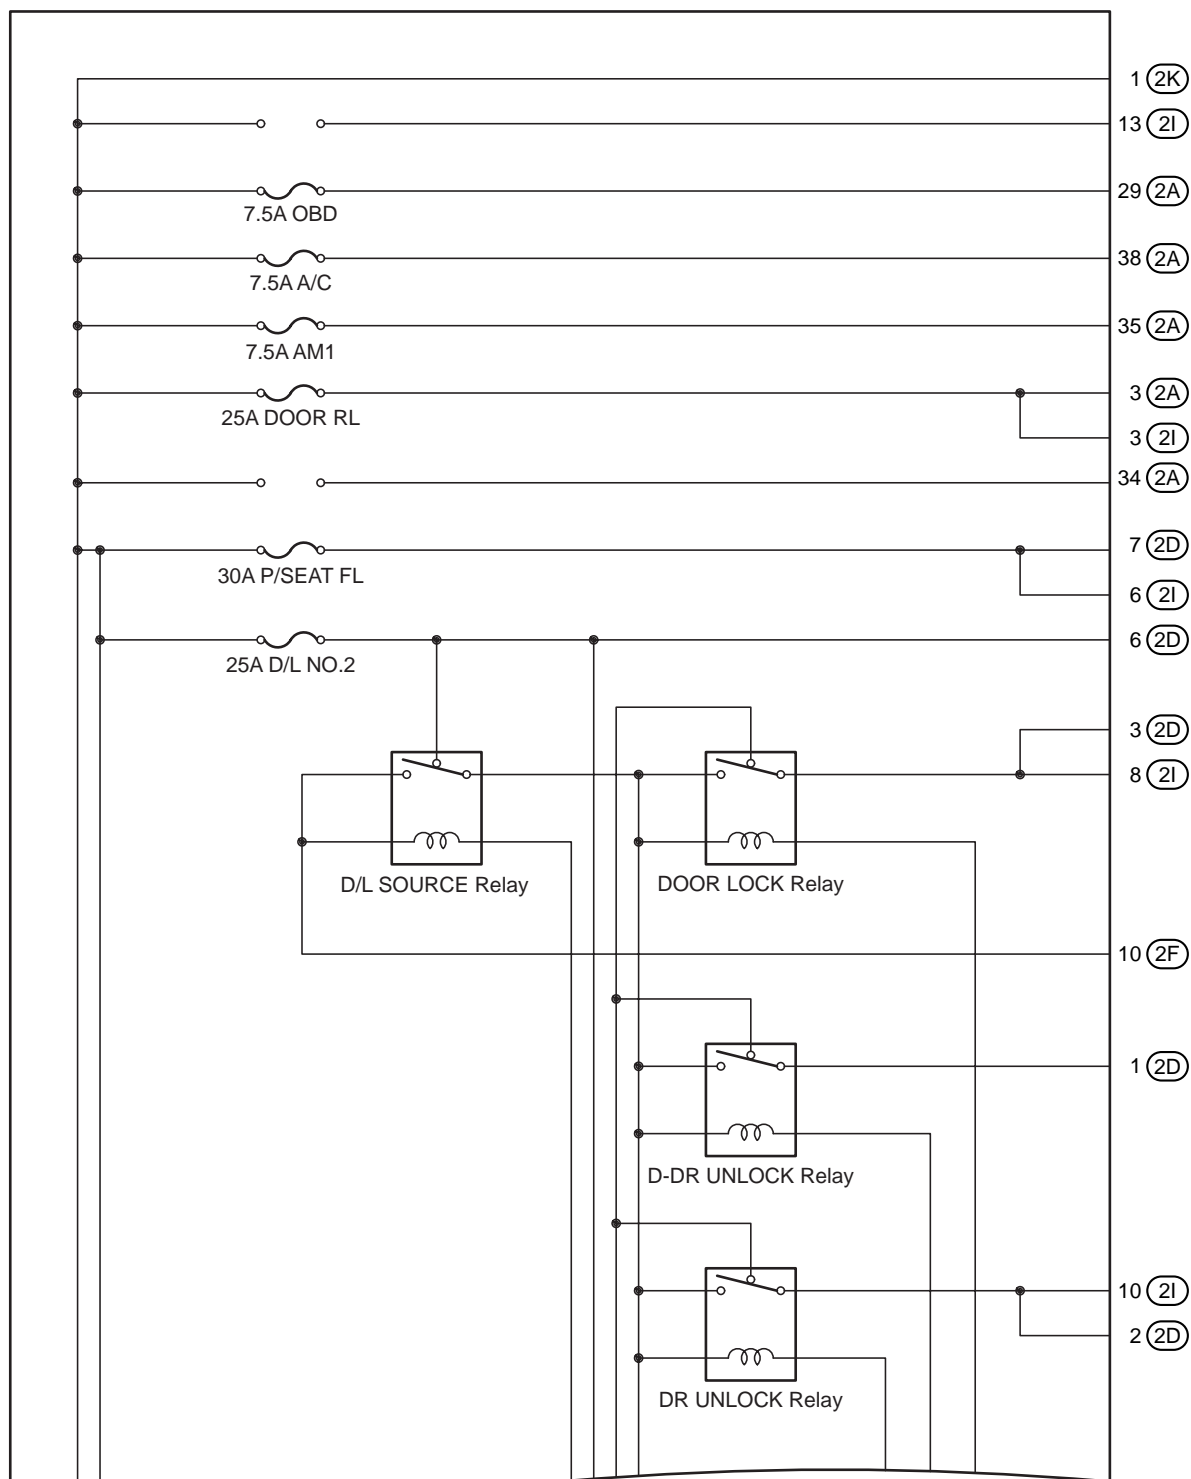 1 2K
13 2I
29 2A
7.5A OBD
38 2A
7.5A A/C
35 2A
7.5A AM1
3 2A
25A DOOR RL
3 2I
34 2A
7 2D
30A P/SEAT FL
6 2I
6 2D
25A D/L NO.2
3 2D
8 2I
D/L SOURCE Relay
DOOR LOCK Relay
10 2F
1 2D
D-DR UNLOCK Relay
10 2I
2 2D
DR UNLOCK Relay